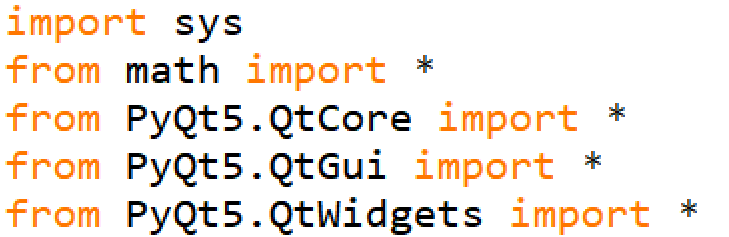 import sys
from math import *
from PyQt5.QtCore import *
from PyQt5.QtGui import *
from PyQt5.QtWidgets import *